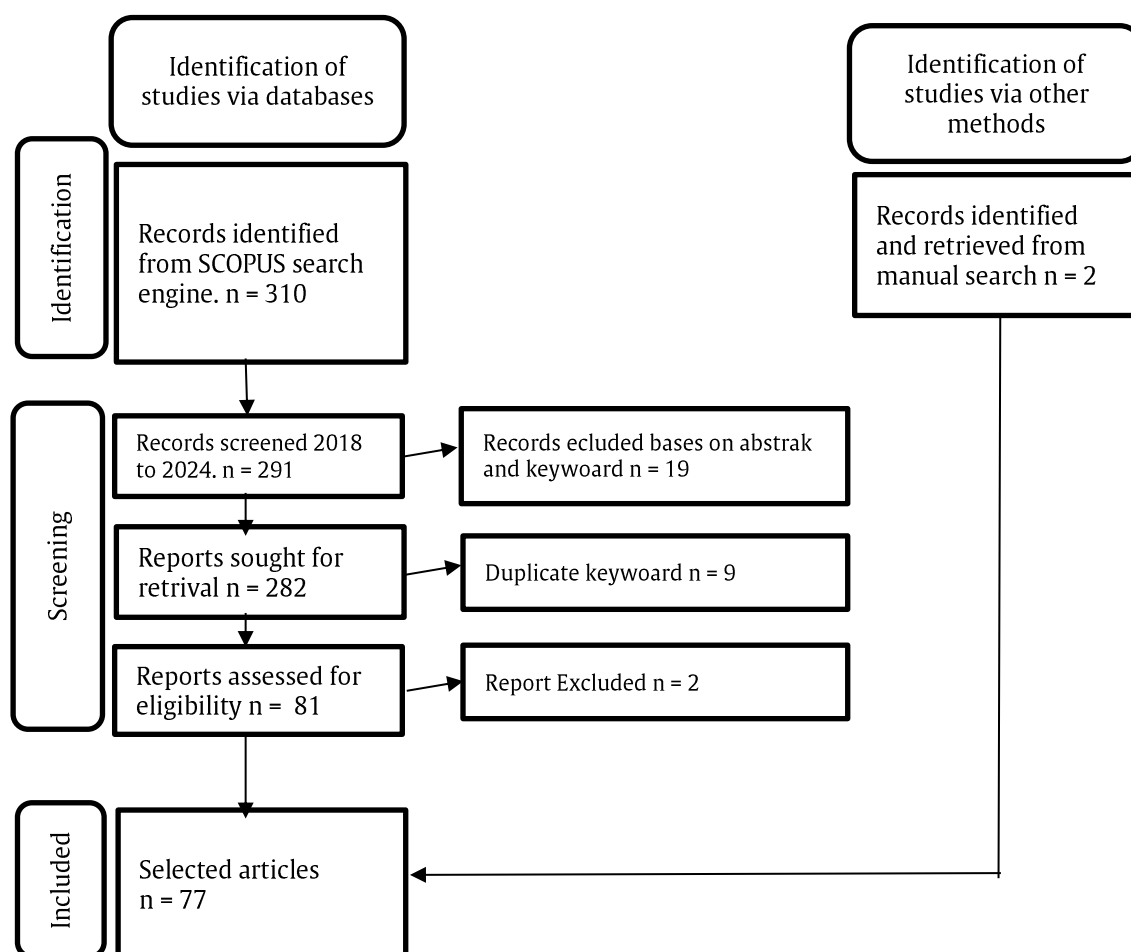 Identification of
studies via databases
Identification of
studies via other
methods
Identification
Records identified
from SCOPUS search
engine. n = 310
Records identified
and retrieved from
manual search n = 2
Screening
Records screened 2018
to 2024. n = 291
Records ecluded bases on abstrak
and keywoard n = 19
Reports sought for
retrival n = 282
Duplicate keywoard n = 9
Reports assessed for
eligibility n =  81
Report Excluded n = 2
Included
Selected articles
n = 77